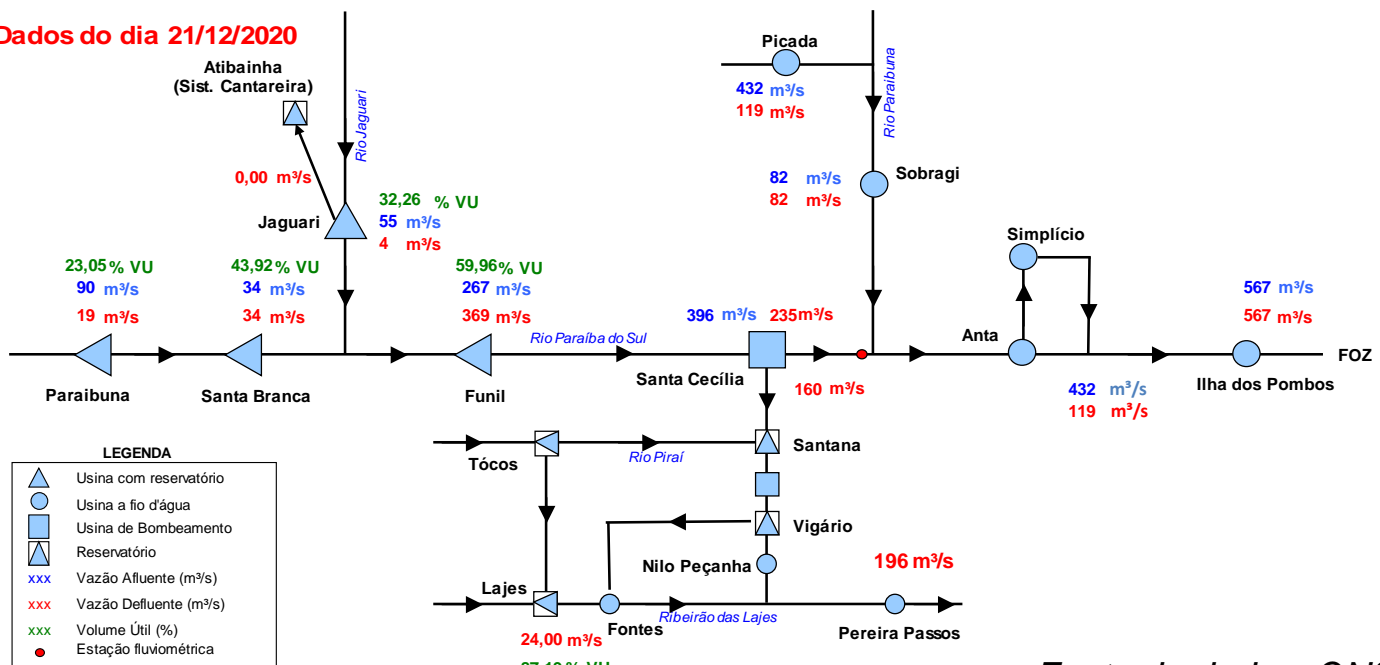 Dados do dia 21/12/2020
Atibainha
(Sist. Cantareira)
Rio Jaguari
0,00 m³/s
Jaguari
32,26 % VU
55 m³/s
4 m³/s
Picada
432 m³/s
119 m³/s
Rio Paraibuna
82 m³/s
82 m³/s
Sobragi
Simplício
23,05 % VU
90 m³/s
19 m³/s
Paraibuna
43,92 % VU
34 m³/s
34 m³/s
Santa Branca
59,96 % VU
267 m³/s
369 m³/s
Funil
Rio Paraíba do Sul
396 m³/s 235 m³/s
Santa Cecília
160 m³/s
Anta
432 m³/s
119 m³/s
567 m³/s
567 m³/s
Ilha dos Pombos
FOZ
Tócos
Rio Piraí
Santana
Vigário
Nilo Peçanha
196 m³/s
Lajes
Fontes
Ribeirão das Lajes
Pereira Passos
24,00 m³/s
LEGENDA
Usina com reservatório
Usina a fio d'água
Usina de Bombeamento
Reservatório
xxx Vazão Afluente (m³/s)
xxx Vazão Defluente (m³/s)
xxx Volume Útil (%)
Estação fluviométrica